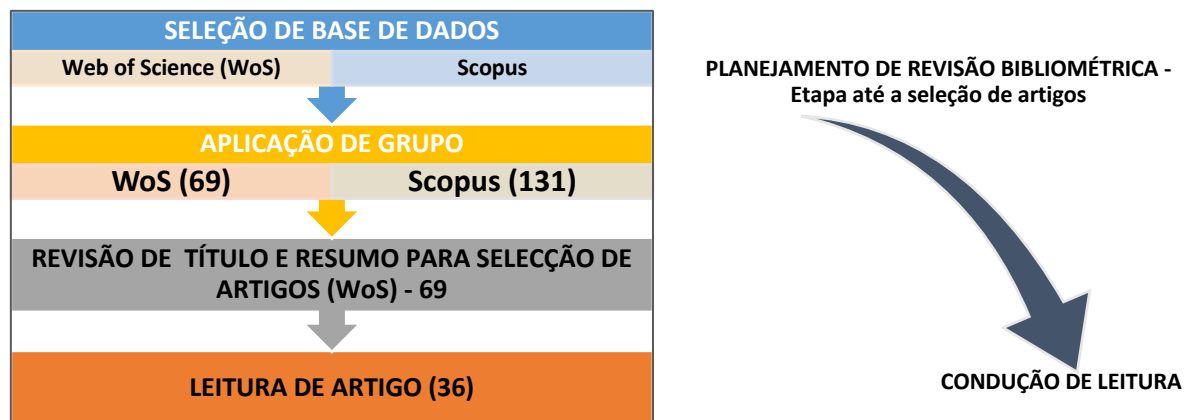 SELEÇÃO DE BASE DE DADOS
Web of Science (WoS)
Scopus
APLICAÇÃO DE GRUPO
WoS (69)
Scopus (131)
REVISÃO DE TÍTULO E RESUMO PARA SELECÇÃO DE
ARTIGOS (WoS) - 69
LEITURA DE ARTIGO (36)
PLANEJAMENTO DE REVISÃO BIBLIOMÉTRICA -
Etapa até a seleção de artigos
CONDUÇÃO DE LEITURA